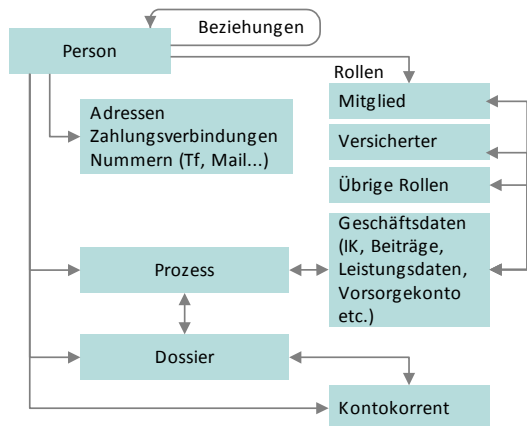 Beziehungen
Person
Rollen
Mitglied
Adressen
Zahlungsverbindungen
Nummern (Tf, Mail...)
Versicherter
Übrige Rollen
Geschäftsdaten
(IK, Beiträge,
Leistungsdaten,
Vorsorgekonto
etc.)
Prozess
Dossier
Kontokorrent